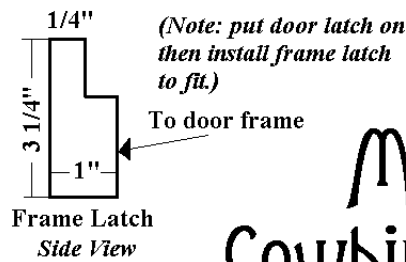 1/4"
(Note: put door latch on
then install frame latch
to fit.)
3 1/4"
To door frame
1"
Frame Latch
Side View